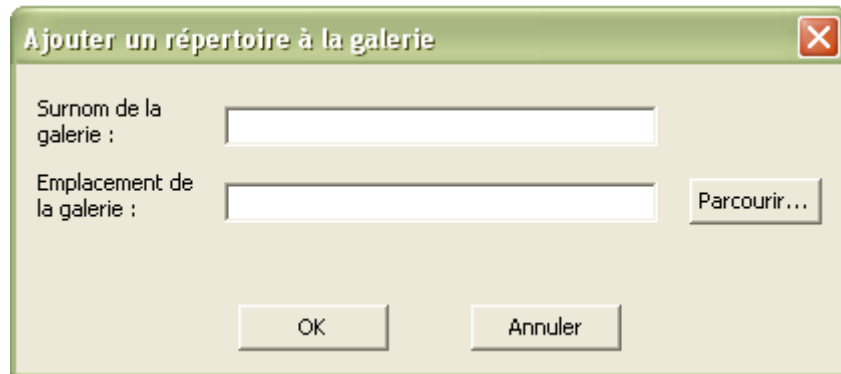 Ajouter un répertoire à la galerie
Surnom de la
galerie :
Emplacement de
la galerie :
Parcourir...
OK
Annuler